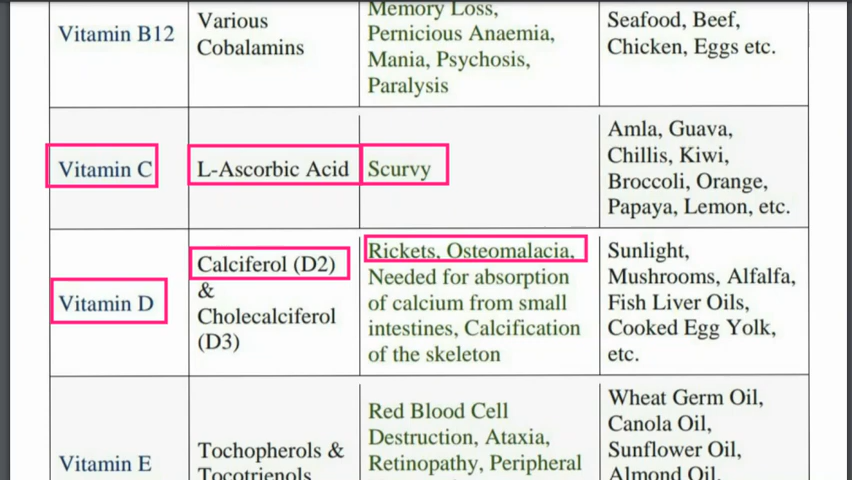 Vitamin B12
Various
Cobalamins
Memory Loss,
Pernicious Anaemia,
Mania, Psychosis,
Paralysis
Seafood, Beef,
Chicken, Eggs etc.
Vitamin C
L-Ascorbic Acid
Scurvy
Amla, Guava,
Chillis, Kiwi,
Broccoli, Orange,
Papaya, Lemon, etc.
Vitamin D
Calciferol (D2)
&
Cholecalciferol
(D3)
Rickets, Osteomalacia,
Needed for absorption
of calcium from small
intestines, Calcification
of the skeleton
Sunlight,
Mushrooms, Alfalfa,
Fish Liver Oils,
Cooked Egg Yolk,
etc.
Vitamin E
Tochopherols &
Tocotrienols
Red Blood Cell
Destruction, Ataxia,
Retinopathy, Peripheral
Wheat Germ Oil,
Canola Oil,
Sunflower Oil,
Almond Oil,